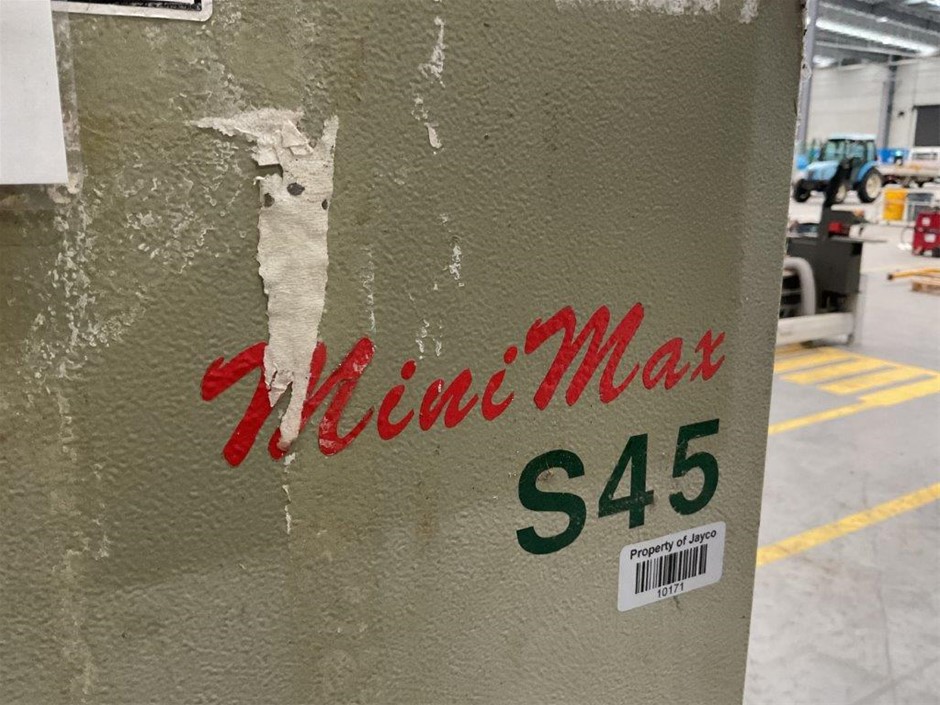 MiniMax
S45
Property of Jayco
10171